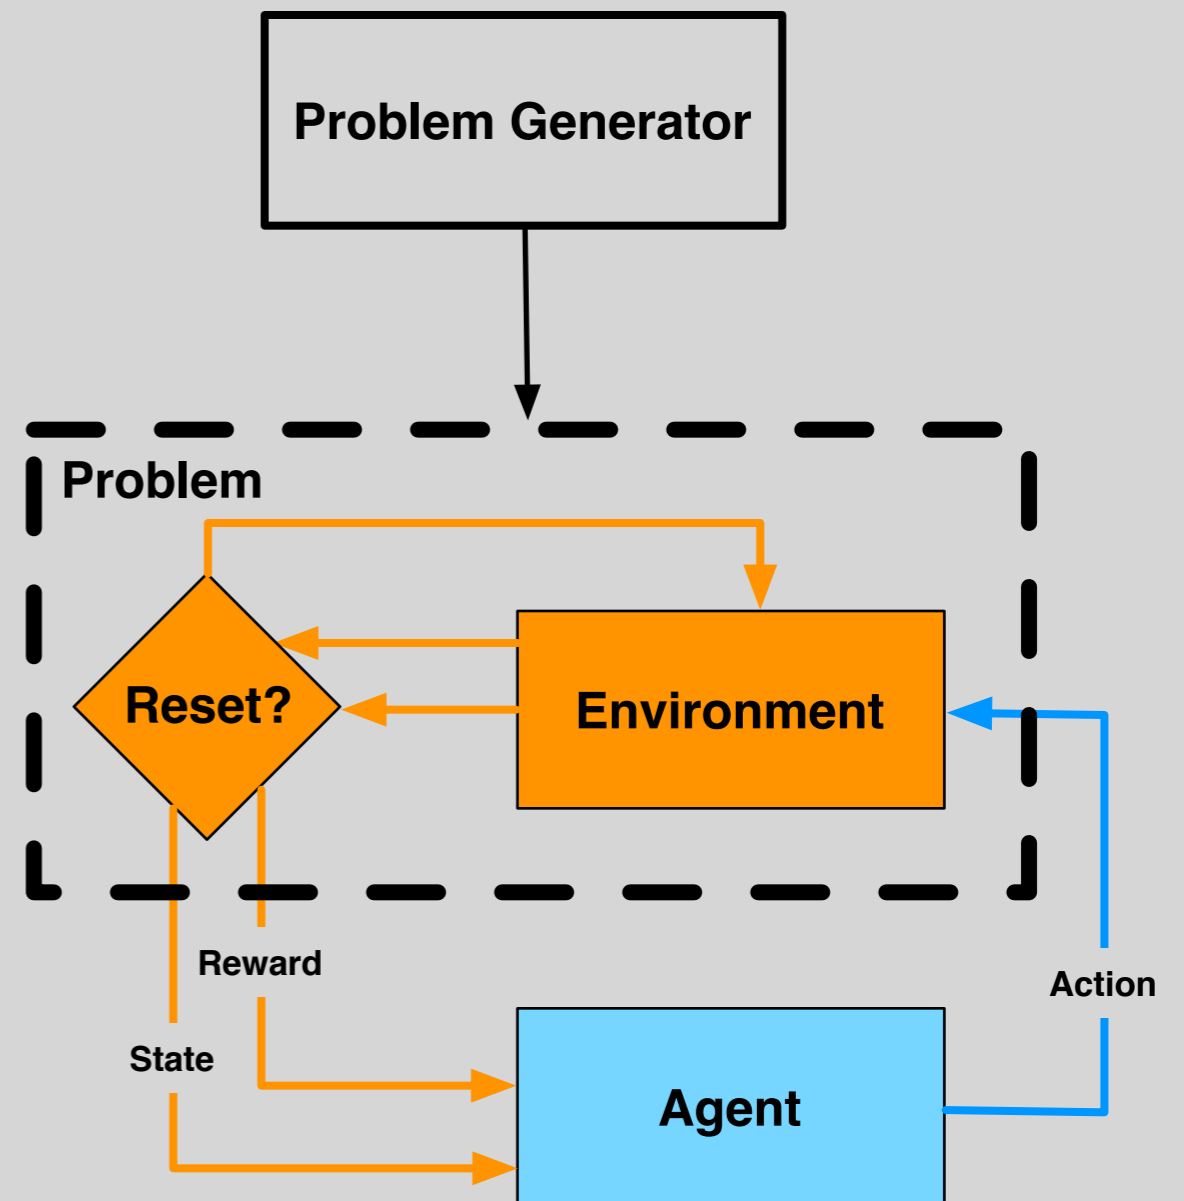 Problem Generator
Problem
Reset?
Environment
Reward
Action
State
Agent